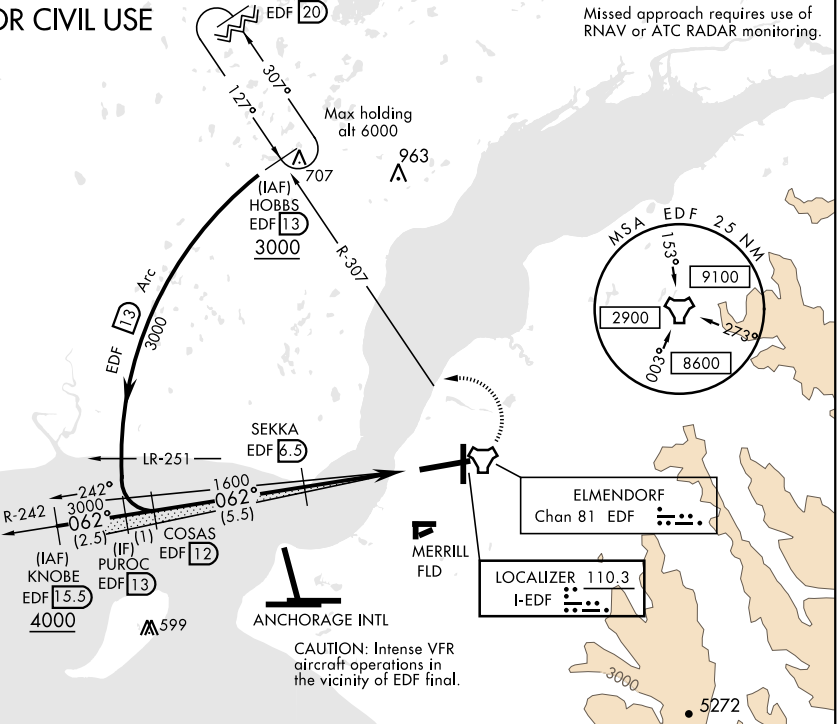 OR CIVIL USE
EDF 20
Missed approach requires use of
RNAV or ATC RADAR monitoring.
307°
127°
Max holding
alt 6000
963
707
(IAF)
HOBBS
EDF 13
3000
R-307
EDF 13 Arc
3000
MSA EDF 25 NM
153°
9100
2900
273°
003°
8600
SEKKA
EDF 6.5
LR-251
R-242
242°
3000
1600
062°
062°
(2.5)
(1)
(5.5)
(IAF)
KNOBE
EDF 15.5
4000
(IF)
PUROC
EDF 13
COSAS
EDF 12
599
ELMENDORF
Chan 81 EDF
MERRILL
FLD
LOCALIZER 110.3
I-EDF
ANCHORAGE INTL
CAUTION: Intense VFR
aircraft operations in
the vicinity of EDF final.
3000
5272